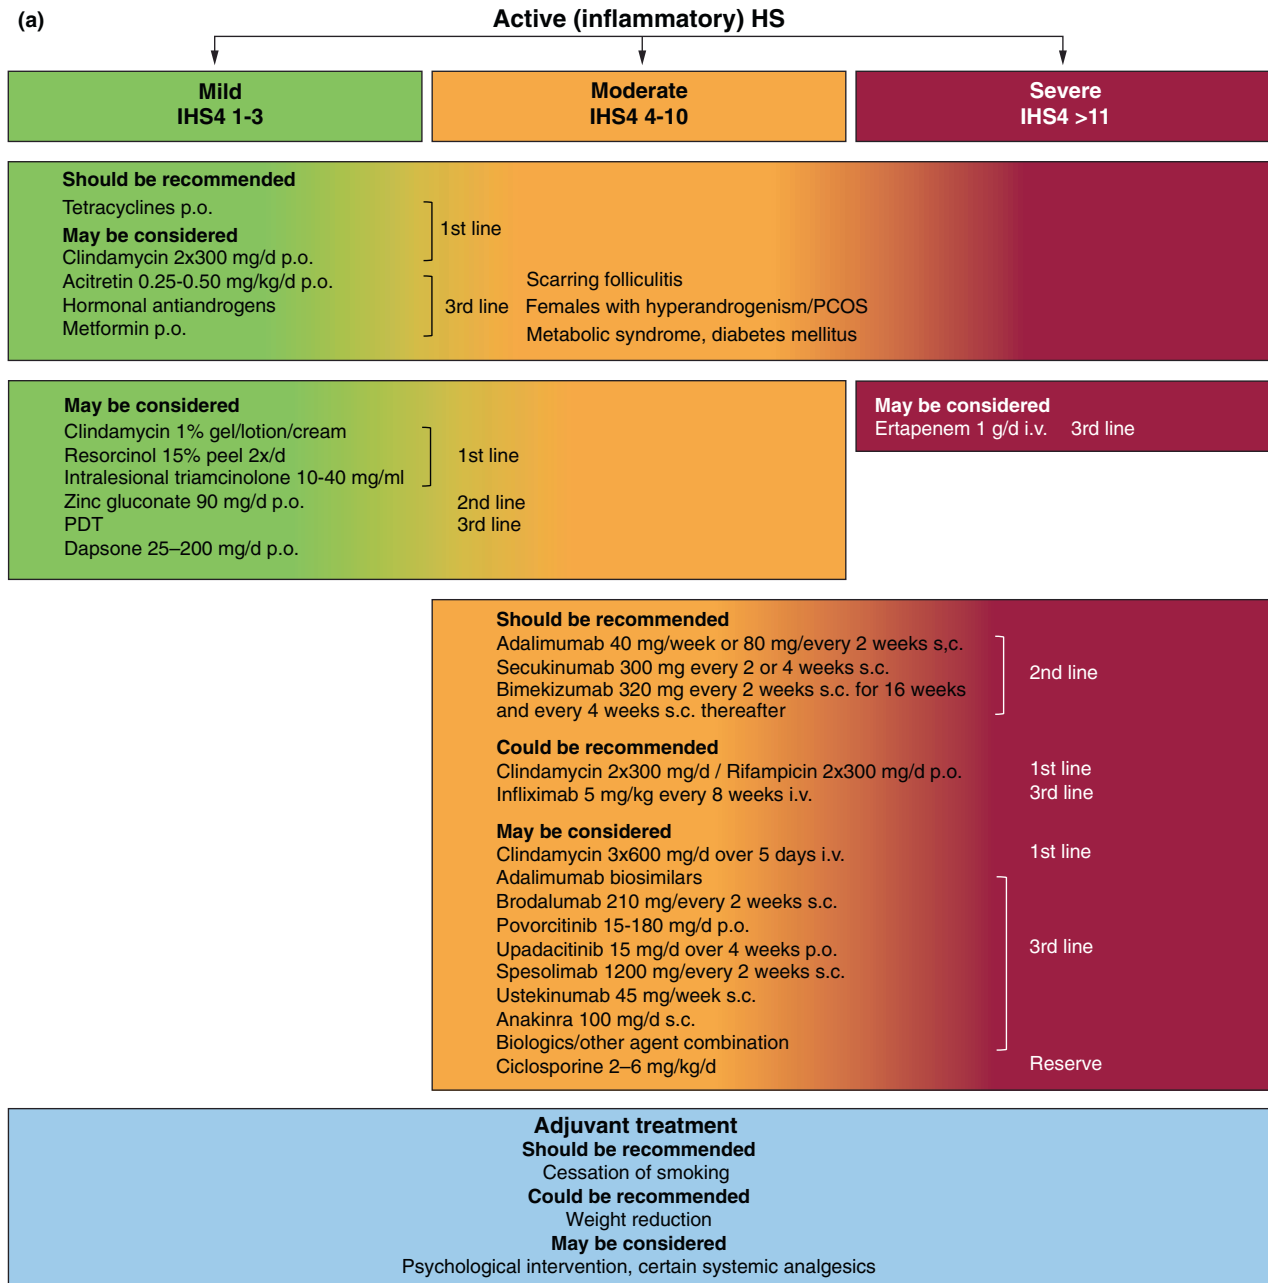 (a)
Active (inflammatory) HS
Mild
IHS4 1-3
Moderate
IHS4 4-10
Severe
IHS4 >11
Should be recommended
Tetracyclines p.o.
May be considered
Clindamycin 2x300 mg/d p.o.
1st line
Acitretin 0.25-0.50 mg/kg/d p.o.
Hormonal antiandrogens
Metformin p.o.
3rd line
Scarring folliculitis
Females with hyperandrogenism/PCOS
Metabolic syndrome, diabetes mellitus
May be considered
Clindamycin 1% gel/lotion/cream
Resorcinol 15% peel 2x/d
Intralesional triamcinolone 10-40 mg/ml
1st line
Zinc gluconate 90 mg/d p.o. 2nd line
PDT 3rd line
Dapsone 25–200 mg/d p.o.
May be considered
Ertapenem 1 g/d i.v. 3rd line
Should be recommended
Adalimumab 40 mg/week or 80 mg/every 2 weeks s,c.
Secukinumab 300 mg every 2 or 4 weeks s.c.
Bimekizumab 320 mg every 2 weeks s.c. for 16 weeks
and every 4 weeks s.c. thereafter
2nd line
Could be recommended
Clindamycin 2x300 mg/d / Rifampicin 2x300 mg/d p.o. 1st line
Infliximab 5 mg/kg every 8 weeks i.v. 3rd line
May be considered
Clindamycin 3x600 mg/d over 5 days i.v. 1st line
Adalimumab biosimilars
Brodalumab 210 mg/every 2 weeks s.c.
Povorcitinib 15-180 mg/d p.o.
Upadacitinib 15 mg/d over 4 weeks p.o.
Spesolimab 1200 mg/every 2 weeks s.c.
Ustekinumab 45 mg/week s.c.
Anakinra 100 mg/d s.c.
Biologics/other agent combination
3rd line
Ciclosporine 2–6 mg/kg/d Reserve
Adjuvant treatment
Should be recommended
Cessation of smoking
Could be recommended
Weight reduction
May be considered
Psychological intervention, certain systemic analgesics